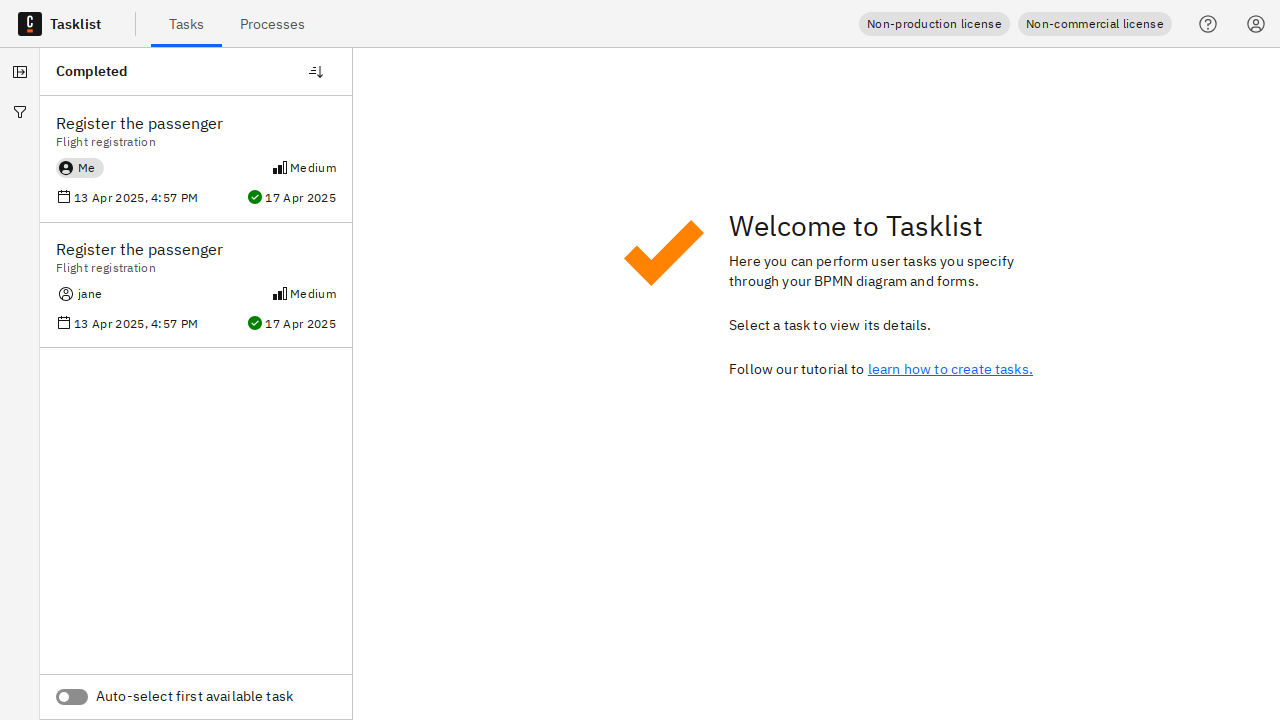 Tasklist
Tasks
Processes
Non-production license
Non-commercial license
Completed
Register the passenger
Flight registration
Me
Medium
13 Apr 2025, 4:57 PM
17 Apr 2025
Register the passenger
Flight registration
jane
Medium
13 Apr 2025, 4:57 PM
17 Apr 2025
Auto-select first available task
Welcome to Tasklist
Here you can perform user tasks you specify
through your BPMN diagram and forms.
Select a task to view its details.
Follow our tutorial to learn how to create tasks.